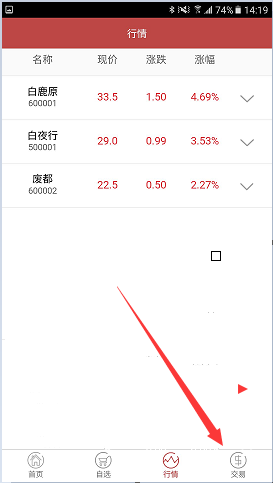 74% 14:19
行情
名称 现价 涨跌 涨幅
白鹿原 33.5 1.50 4.69%
600001
白夜行 29.0 0.99 3.53%
500001
废都 22.5 0.50 2.27%
600002
首页 自选 行情 交易